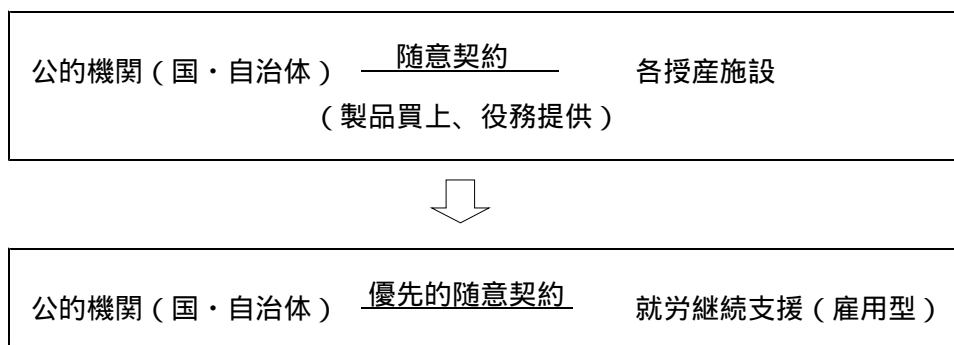 公的機関（国・自治体） 随意契約 各授産施設
（製品買上、役務提供）
公的機関（国・自治体） 優先的随意契約 就労継続支援（雇用型）